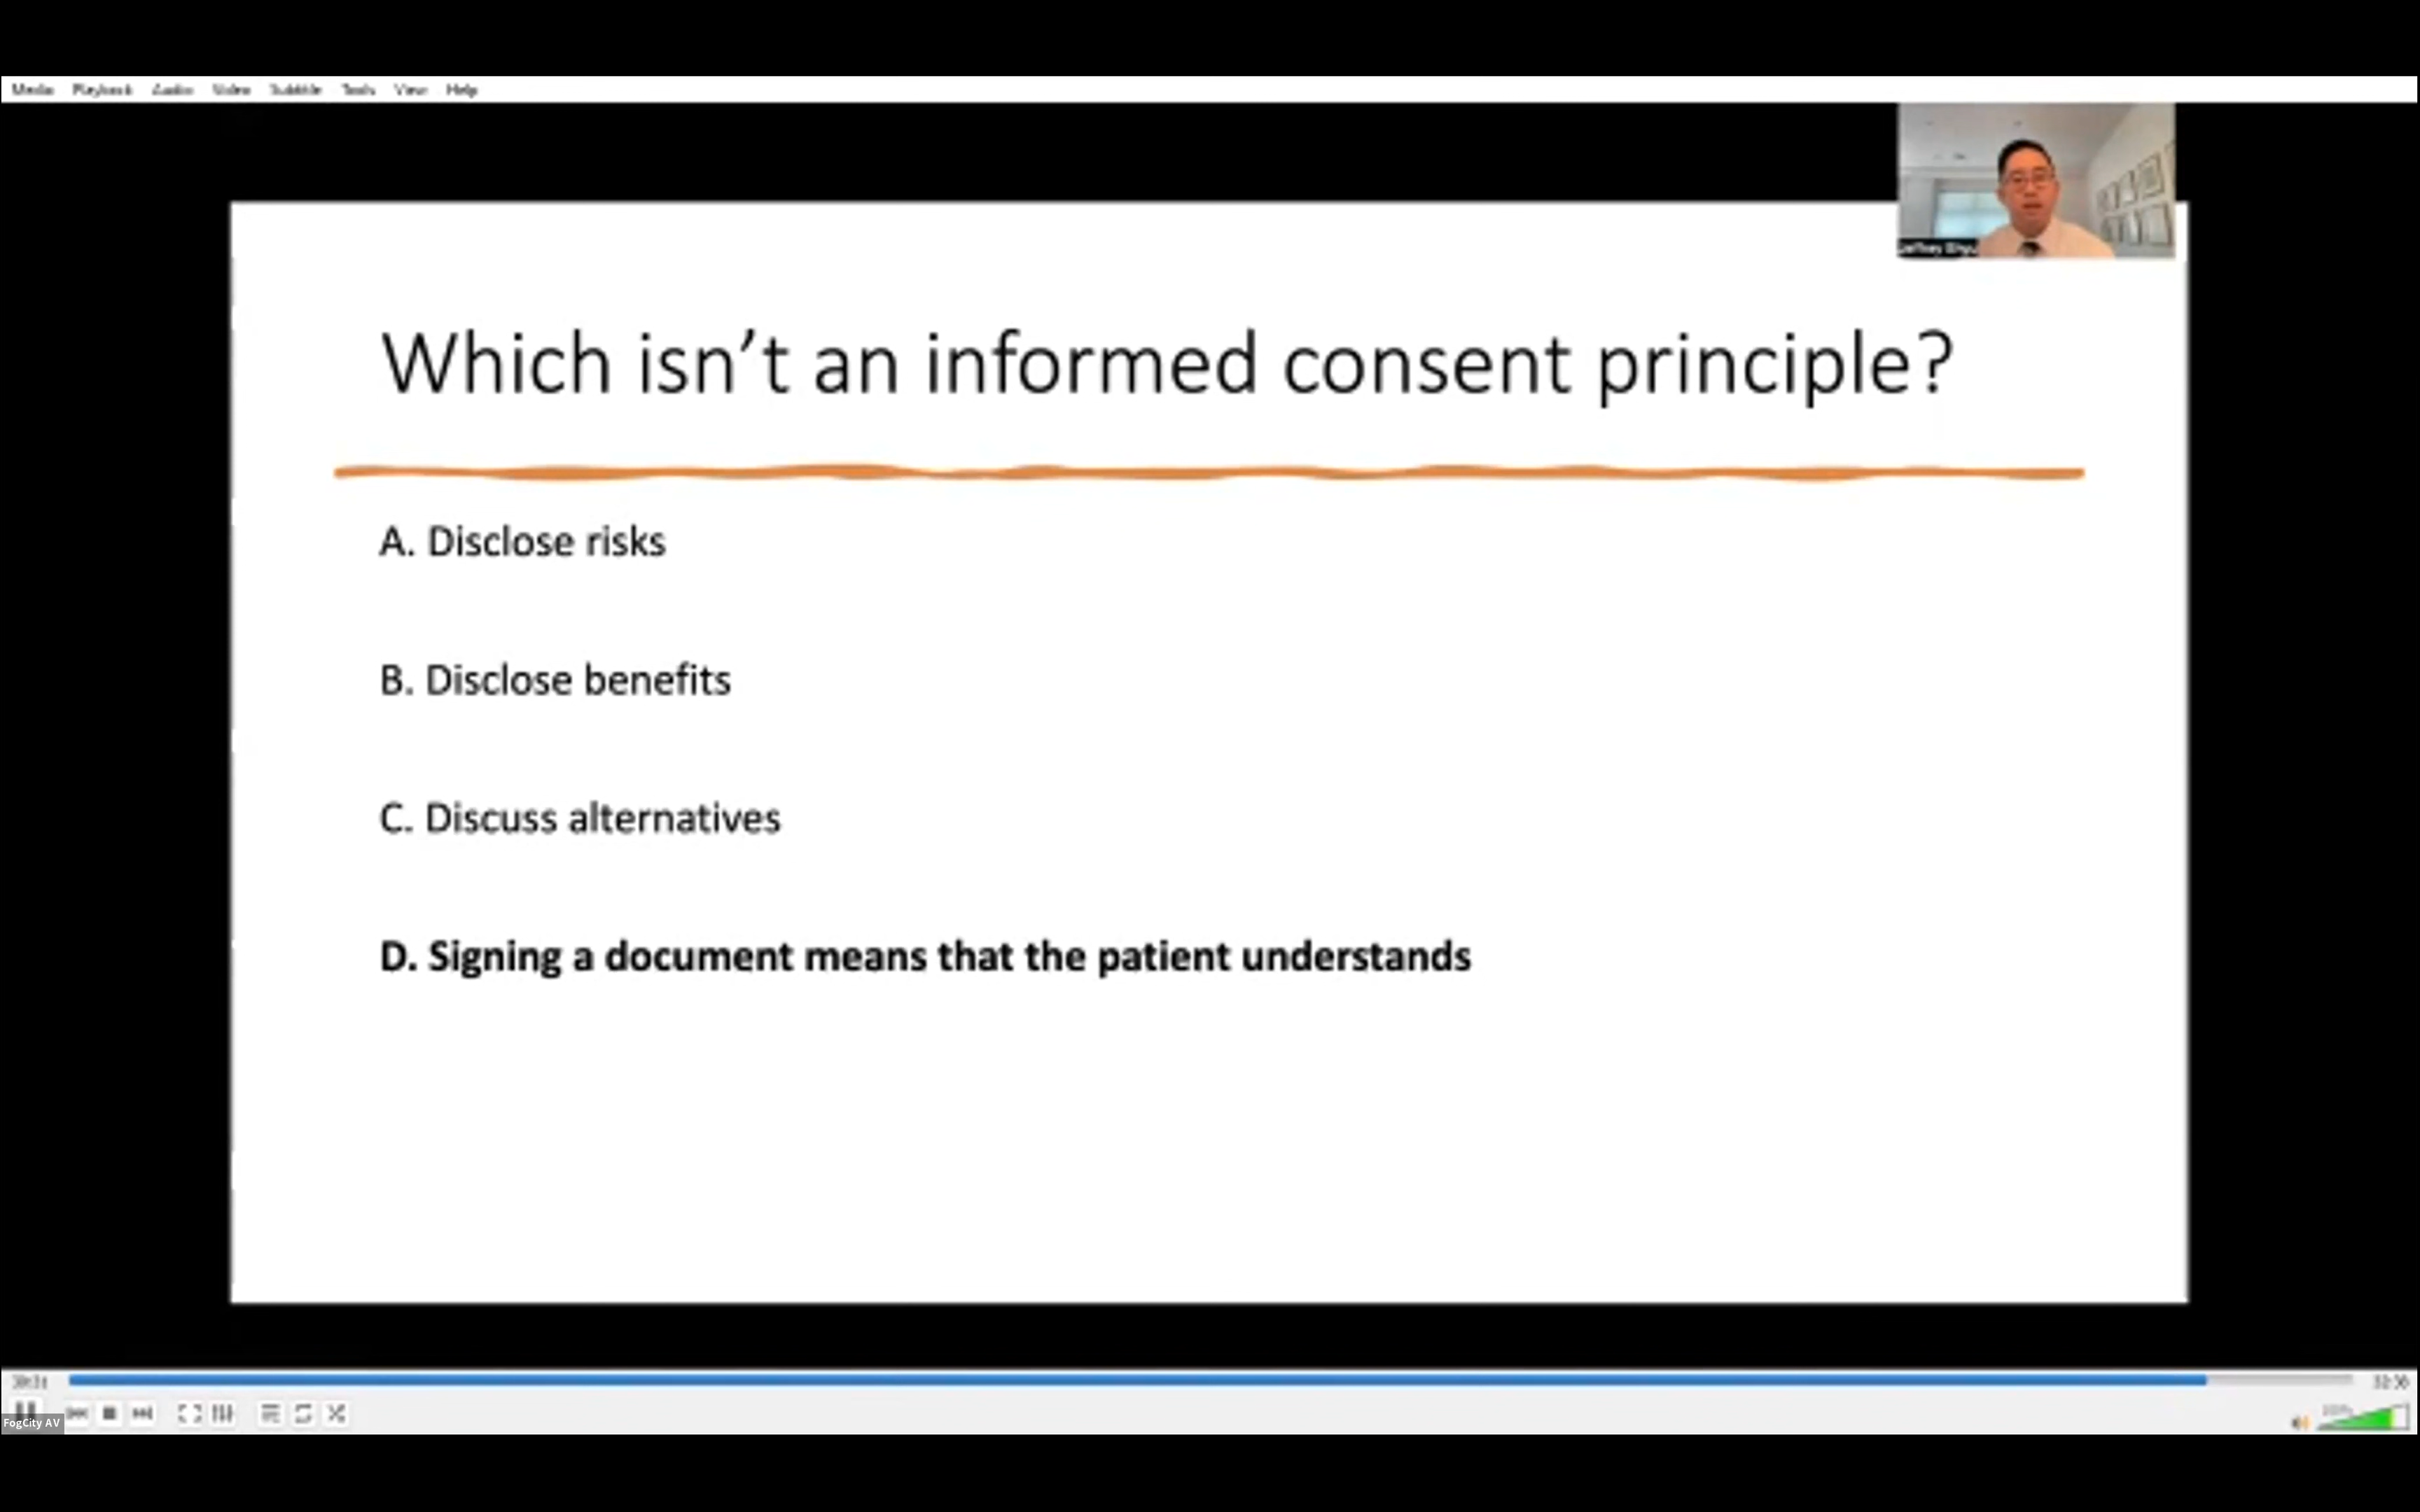 Media Playback Audio Video Subtitle Tools View Help
Which isn't an informed consent principle?
A. Disclose risks
B. Disclose benefits
C. Discuss alternatives
D. Signing a document means that the patient understands
FogCity AV